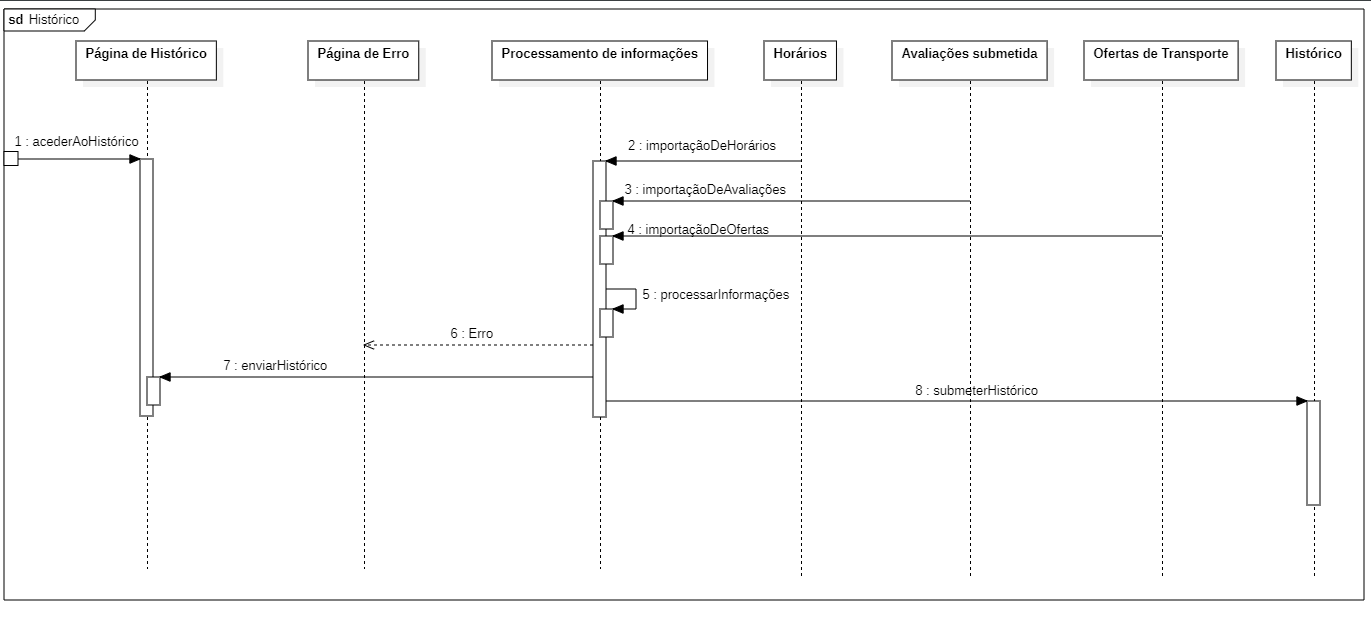 sd Histórico
Página de Histórico
Página de Erro
Processamento de informações
Horários
Avaliações submetida
Ofertas de Transporte
Histórico
1 : acederAoHistórico
2 : importaçãoDeHorários
3 : importaçãoDeAvaliações
4 : importaçãoDeOfertas
5 : processarInformações
6 : Erro
7 : enviarHistórico
8 : submeterHistórico